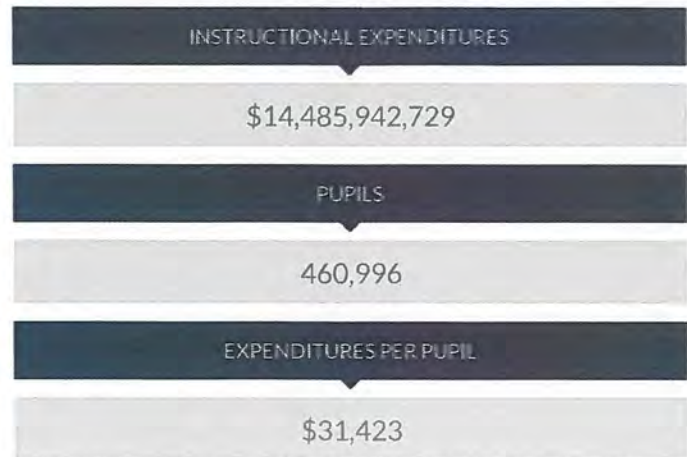 INSTRUCTIONAL EXPENDITURES
$14,485,942,729
PUPILS
460,996
EXPENDITURES PER PUPIL
$31,423